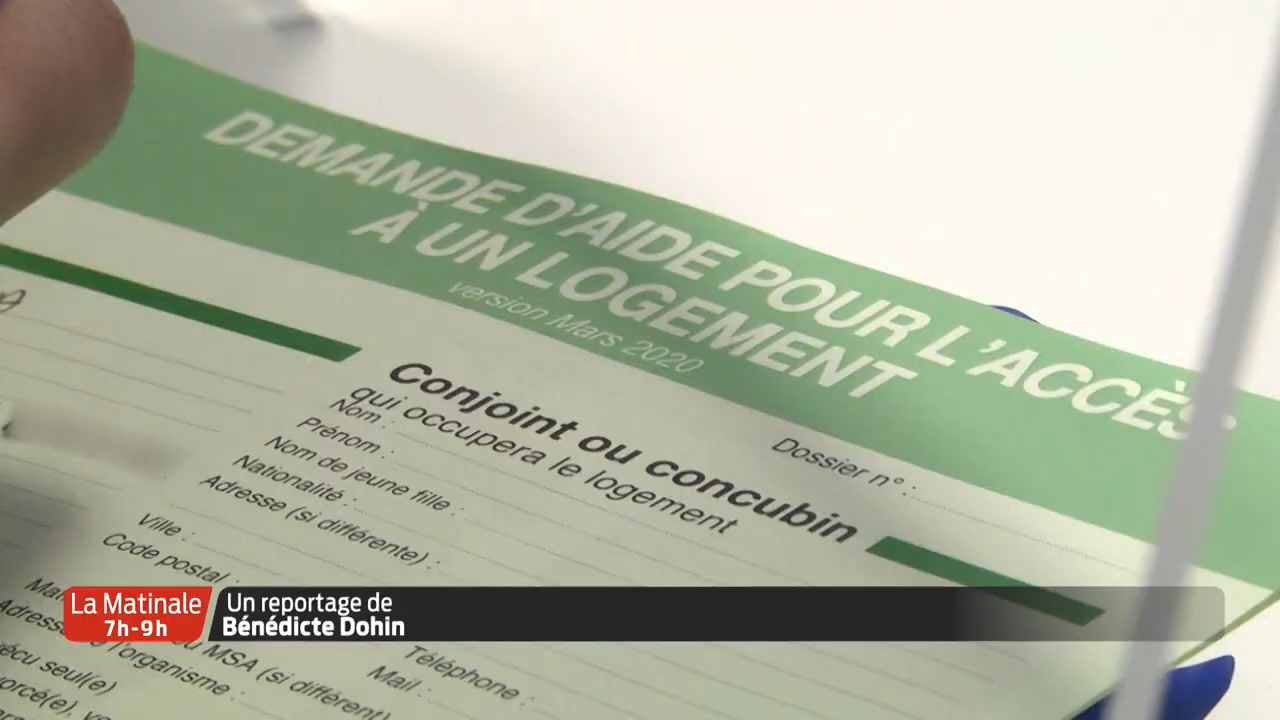 DEMANDE D'AIDE POUR L'ACCÈS
À UN LOGEMENT
version Mars 2020
Dossier n° :
Conjoint ou concubin
qui occupera le logement
Nom :
Prénom :
Nom de jeune fille :
Nationalité :
Adresse (si différente) :
Ville :
Code postal :
Téléphone :
Mail :
MSA (si différent)
l'organisme :
seul(e)
La Matinale
7h-9h
Un reportage de
Bénédicte Dohin